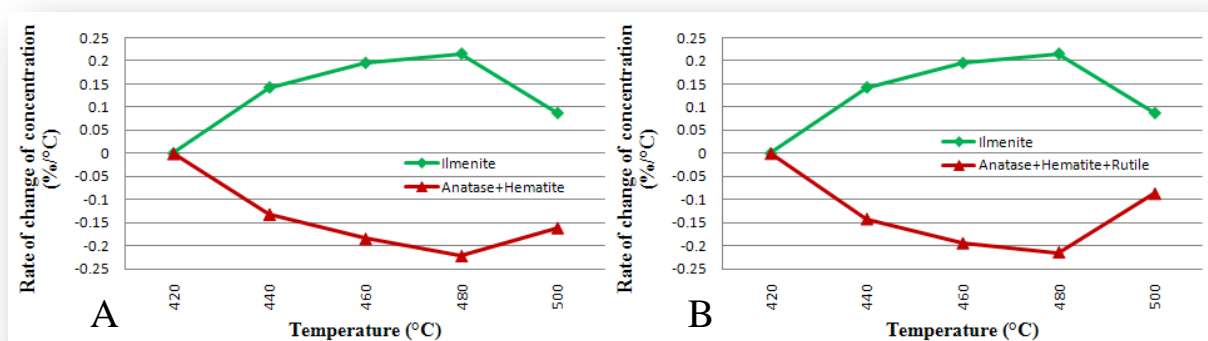 Rate of change of concentration
(%/°C)
0.25
0.2
0.15
0.1
0.05
0
-0.05
-0.1
-0.15
-0.2
-0.25
Ilmenite
Anatase+Hematite
420
440
460
480
500
A
Temperature (°C)
Rate of change of concentration
(%/°C)
0.25
0.2
0.15
0.1
0.05
0
-0.05
-0.1
-0.15
-0.2
-0.25
Ilmenite
Anatase+Hematite+Rutile
420
440
460
480
500
B
Temperature (°C)